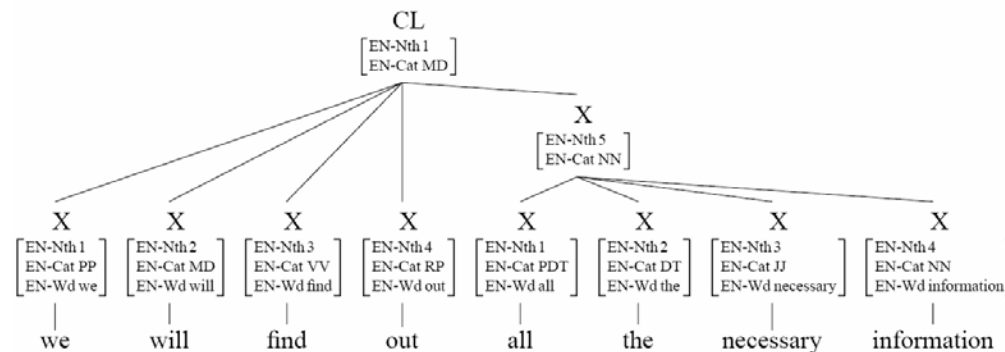 CL
EN-Nth 1
EN-Cat MD
X
EN-Nth 5
EN-Cat NN
X X X X X X X X
EN-Nth 1 EN-Nth 2 EN-Nth 3 EN-Nth 4 EN-Nth 1 EN-Nth 2 EN-Nth 3 EN-Nth 4
EN-Cat PP EN-Cat MD EN-Cat VV EN-Cat RP EN-Cat PDT EN-Cat DT EN-Cat JJ EN-Cat NN
EN-Wd we EN-Wd will EN-Wd find EN-Wd out EN-Wd all EN-Wd the EN-Wd necessary EN-Wd information
we will find out all the necessary information